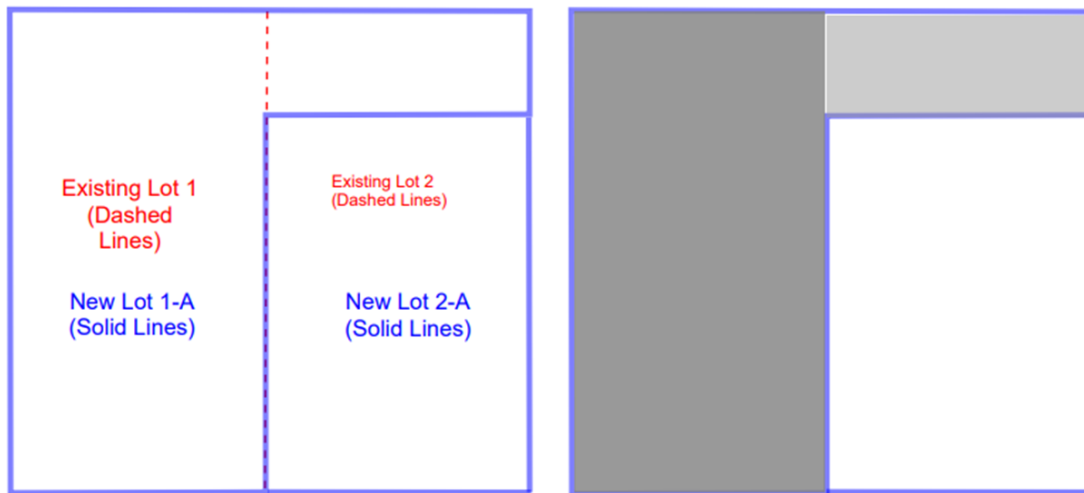 Existing Lot 1
(Dashed
Lines)
Existing Lot 2
(Dashed Lines)
New Lot 1-A
(Solid Lines)
New Lot 2-A
(Solid Lines)